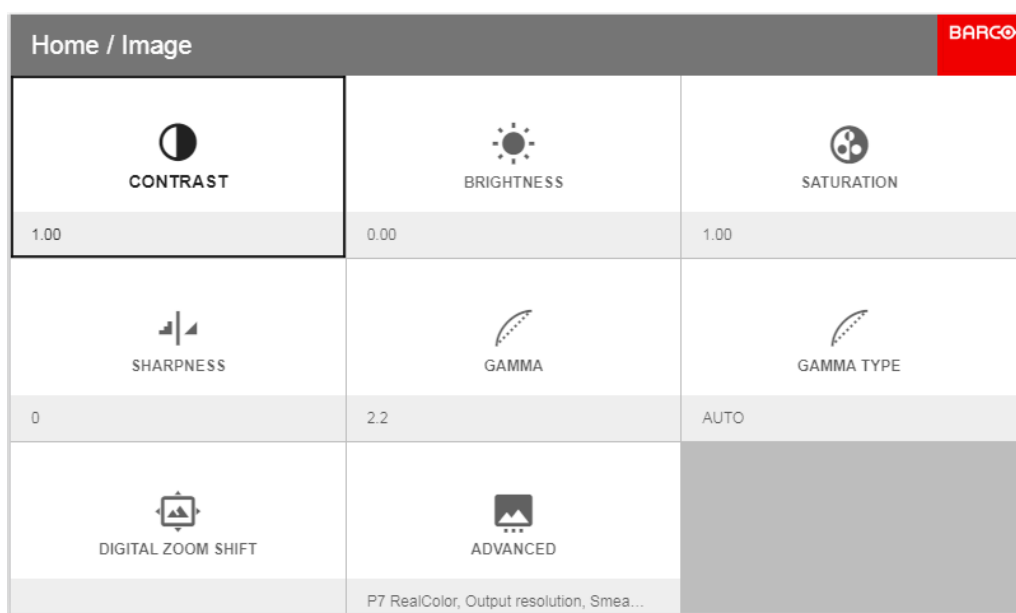 Home / Image
BARCO
CONTRAST
BRIGHTNESS
SATURATION
1.00
0.00
1.00
SHARPNESS
GAMMA
GAMMA TYPE
0
2.2
AUTO
DIGITAL ZOOM SHIFT
ADVANCED
P7 RealColor, Output resolution, Smea...